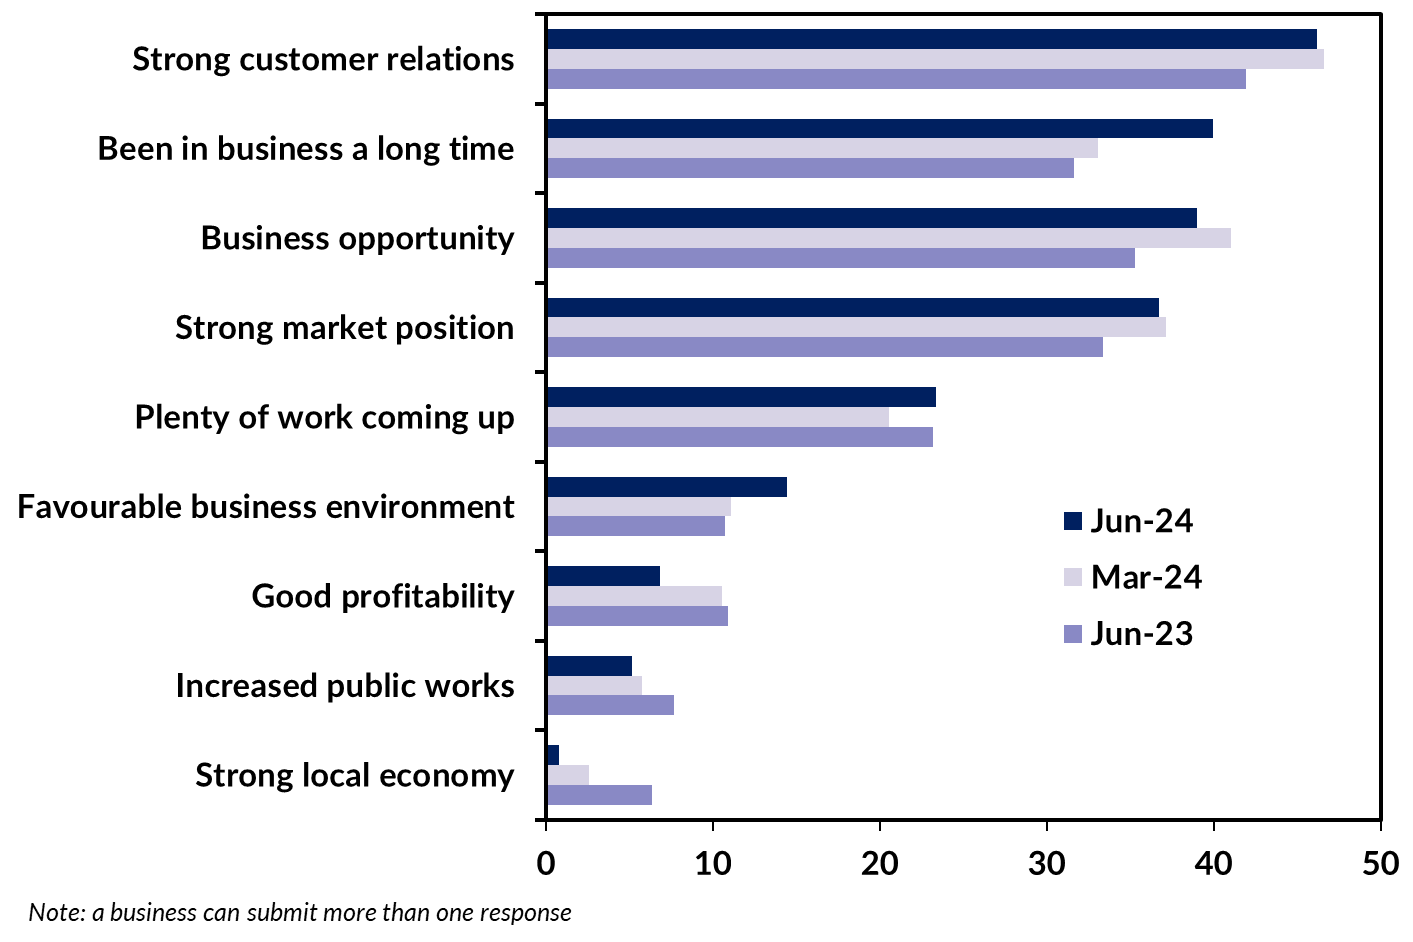 Strong customer relations
Been in business a long time
Business opportunity
Strong market position
Plenty of work coming up
Favourable business environment
Good profitability
Increased public works
Strong local economy
Jun-24
Mar-24
Jun-23
0 10 20 30 40 50
Note: a business can submit more than one response